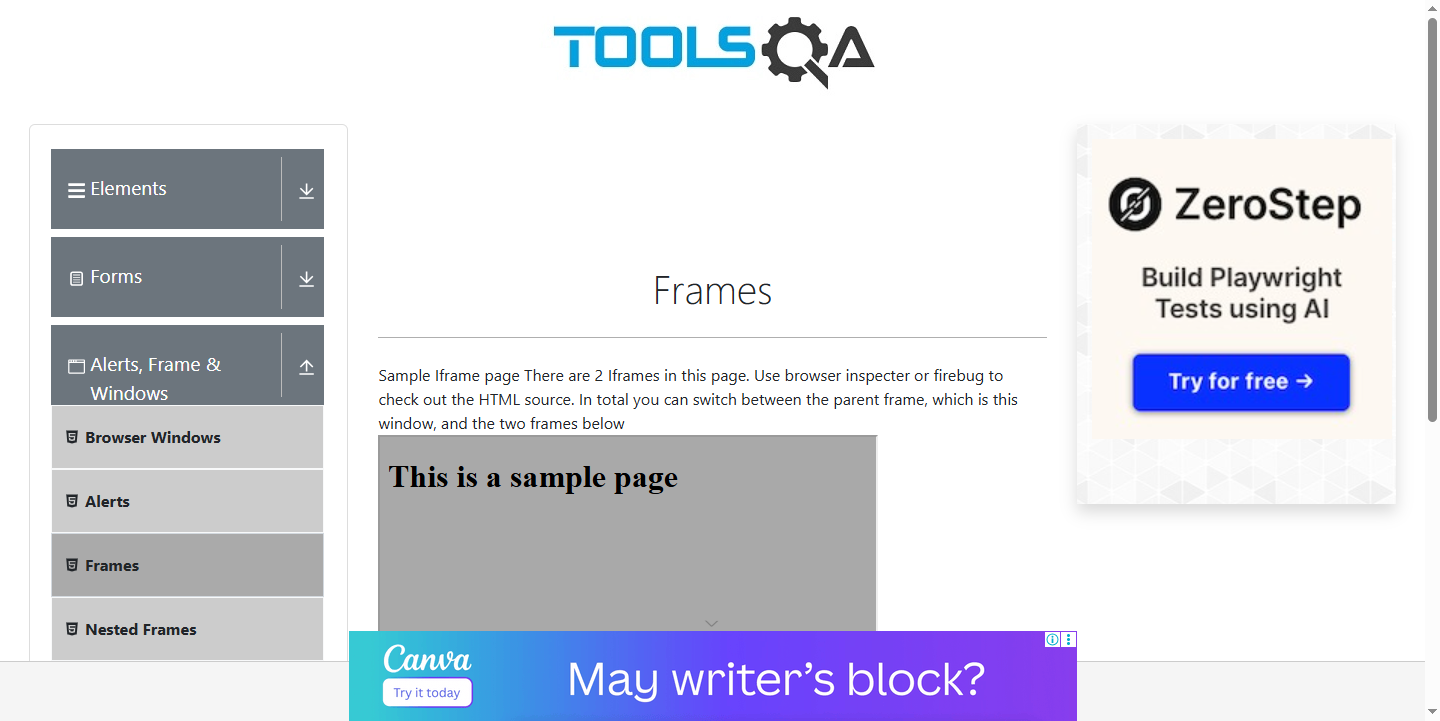 TOOLSQA
Elements
Forms
Alerts, Frame &
Windows
Browser Windows
Alerts
Frames
Nested Frames
Frames
Sample Iframe page There are 2 Iframes in this page. Use browser inspecter or firebug to
check out the HTML source. In total you can switch between the parent frame, which is this
window, and the two frames below
This is a sample page
ZeroStep
Build Playwright
Tests using AI
Try for free →
Canva
Try it today
May writer's block?